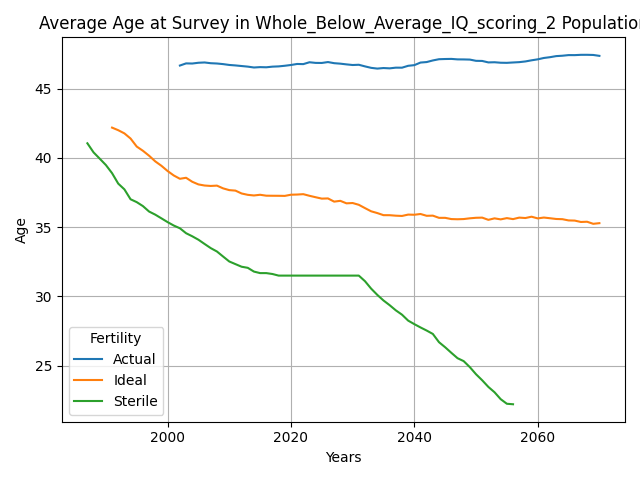 Average Age at Survey in Whole_Below_Average_IQ_scoring_2 Population
Age
45
40
35
30
25
Fertility
Actual
Ideal
Sterile
2000
2020
2040
2060
Years